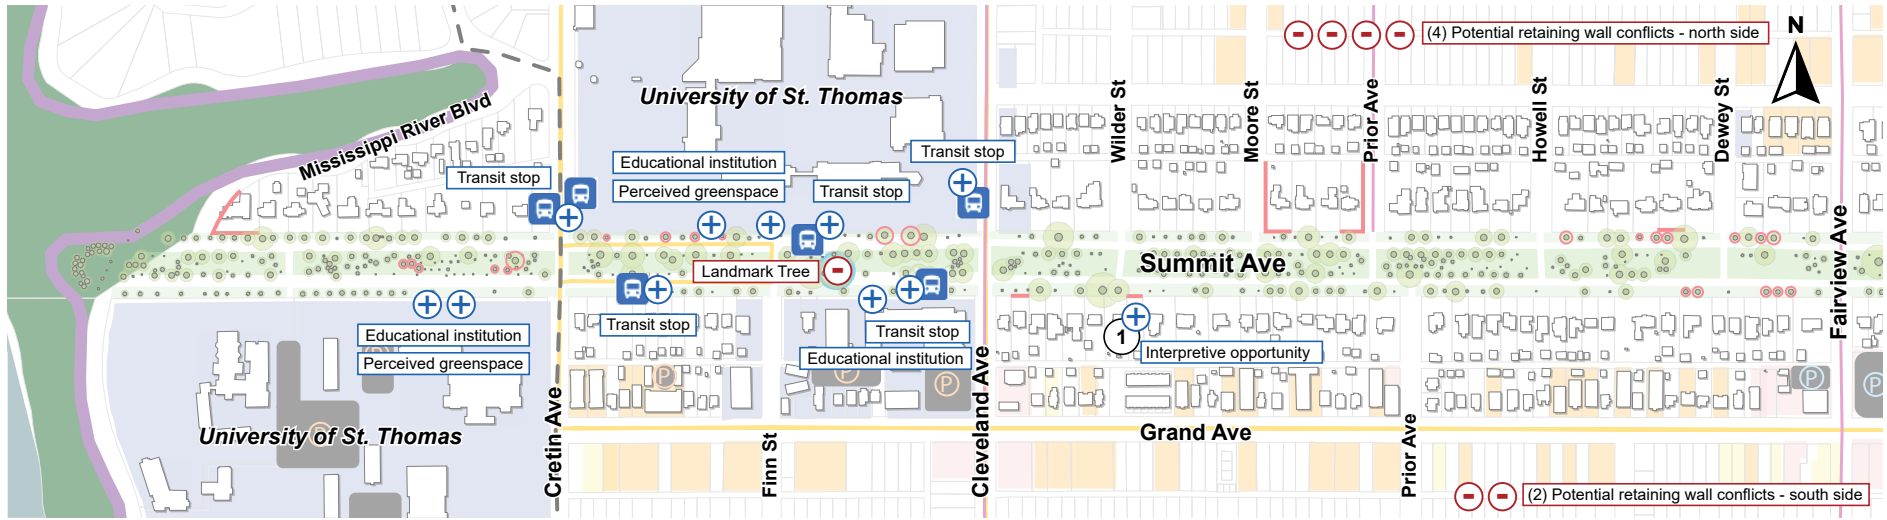 (4) Potential retaining wall conflicts - north side
N
University of St. Thomas
Mississippi River Blvd
Wilder St
Moore St
Prior Ave
Howell St
Dewey St
Transit stop
Educational institution
Transit stop
Perceived greenspace
Transit stop
Landmark Tree
Summit Ave
Fairview Ave
Educational institution
Perceived greenspace
Transit stop
Transit stop
Educational institution
1
Interpretive opportunity
P
P
P
P
P
P
P
University of St. Thomas
Cretin Ave
Finn St
Cleveland Ave
Grand Ave
Prior Ave
(2) Potential retaining wall conflicts - south side